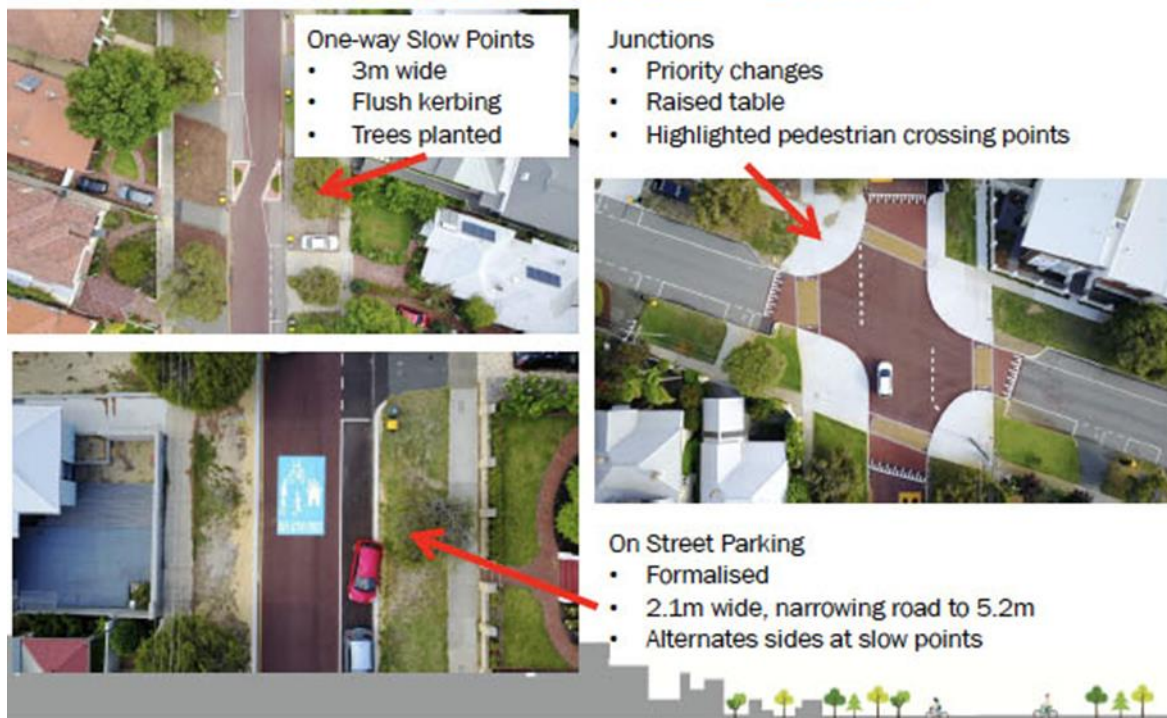 One-way Slow Points
• 3m wide
• Flush kerbing
• Trees planted
Junctions
• Priority changes
• Raised table
• Highlighted pedestrian crossing points
On Street Parking
• Formalised
• 2.1m wide, narrowing road to 5.2m
• Alternates sides at slow points